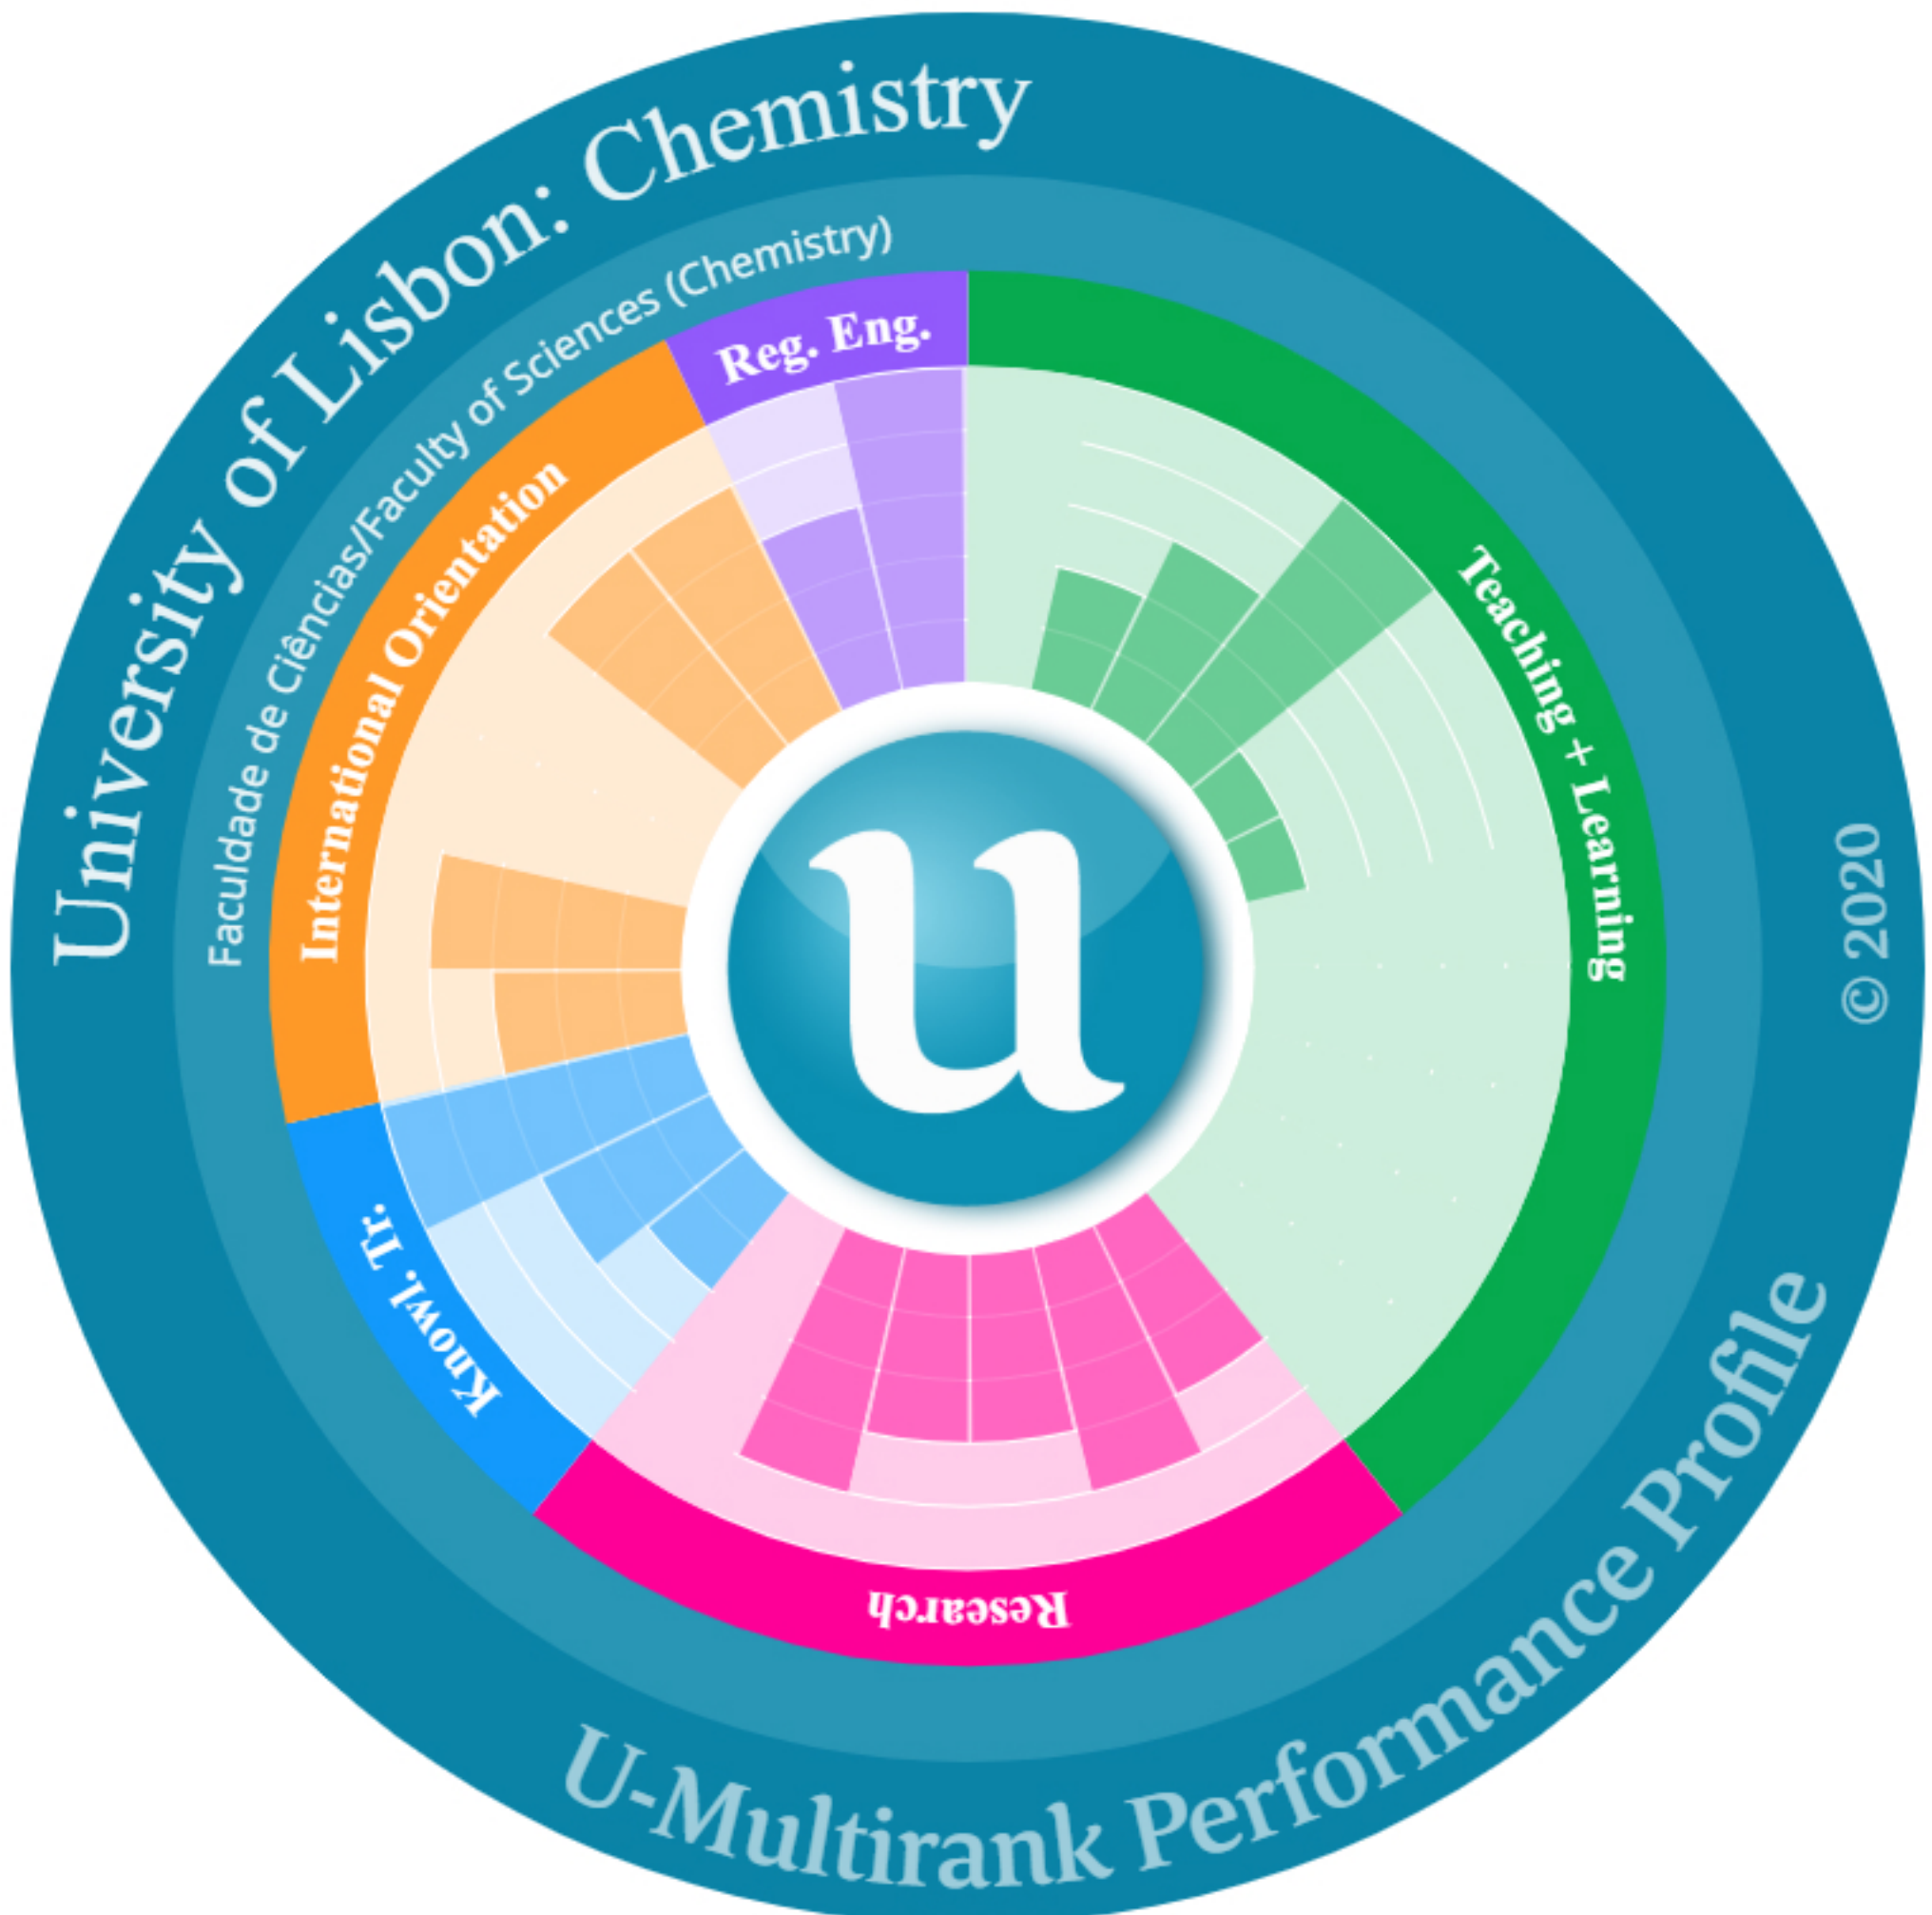 University of Lisbon: Chemistry
Faculdade de Ciências/Faculty of Sciences (Chemistry)
Reg. Eng.
Teaching + Learning
Research
Knowl. Tr.
International Orientation
u
© 2020
U-Multirank Performance Profile